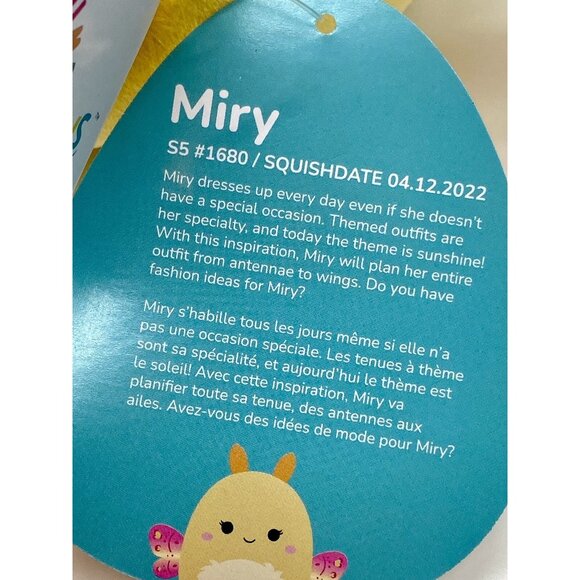 Miry
S5 #1680 / SQUISHDATE 04.12.2022
Miry dresses up every day even if she doesn't
have a special occasion. Themed outfits are
her specialty, and today the theme is sunshine!
With this inspiration, Miry will plan her entire
outfit from antennae to wings. Do you have
fashion ideas for Miry?
Miry s'habille tous les jours même si elle n'a
pas une occasion spéciale. Les tenues à thème
sont sa spécialité, et aujourd'hui le thème est
le soleil! Avec cette inspiration, Miry va
planifier toute sa tenue, des antennes aux
ailes. Avez-vous des idées de mode pour Miry?